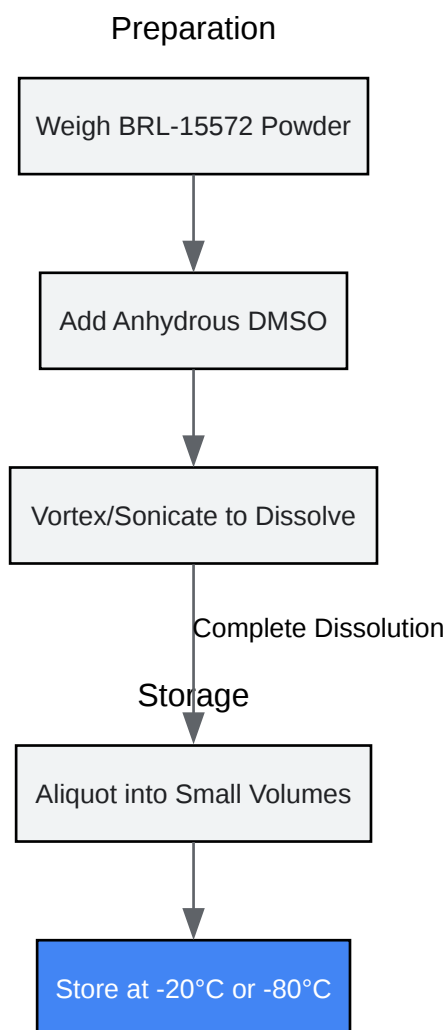 Preparation
Weigh BRL-15572 Powder
Add Anhydrous DMSO
Vortex/Sonicate to Dissolve
Complete Dissolution
Storage
Aliquot into Small Volumes
Store at -20°C or -80°C